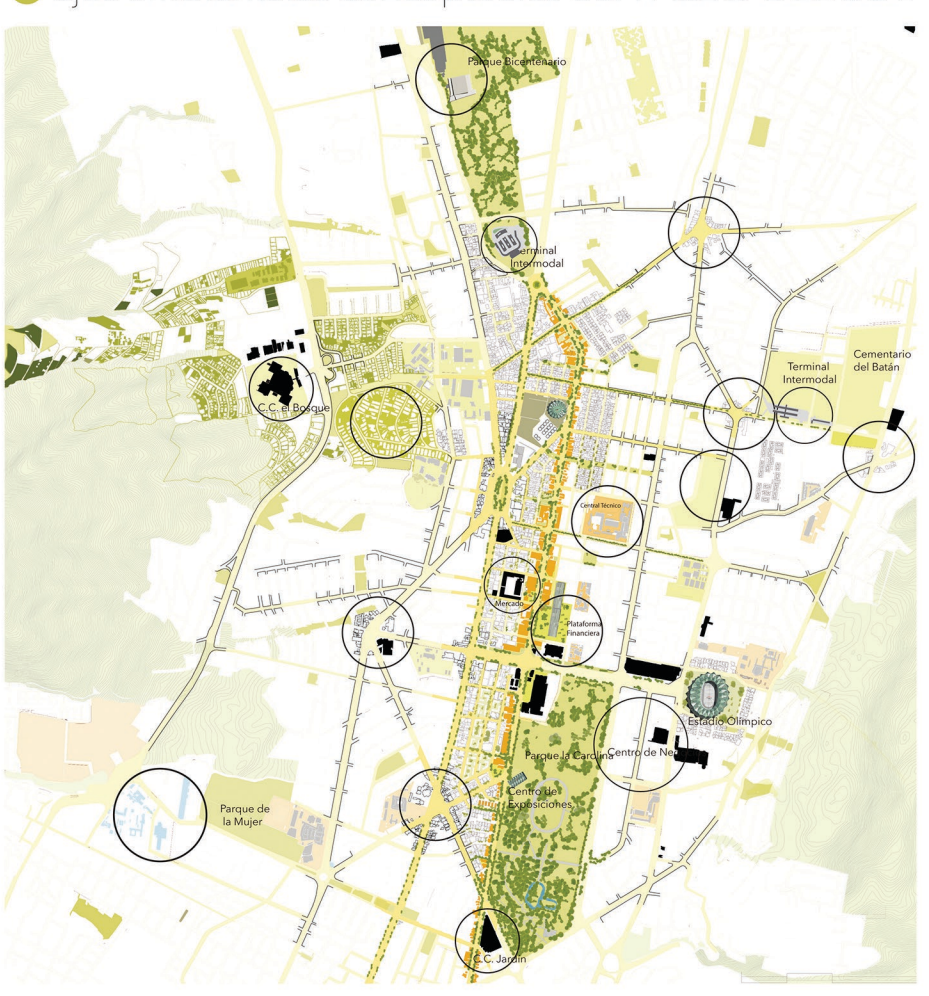 Parque Bicentenario
Terminal
Intermodal
Cementario
del Batán
Terminal
Intermodal
C.C. el Bosque
Central Técnico
Mercado
Plataforma
Financiera
Estadio Olímpico
Parque la Carolina
Centro de
Centro de
Exposiciones
Parque de
la Mujer
C.C. Jardín